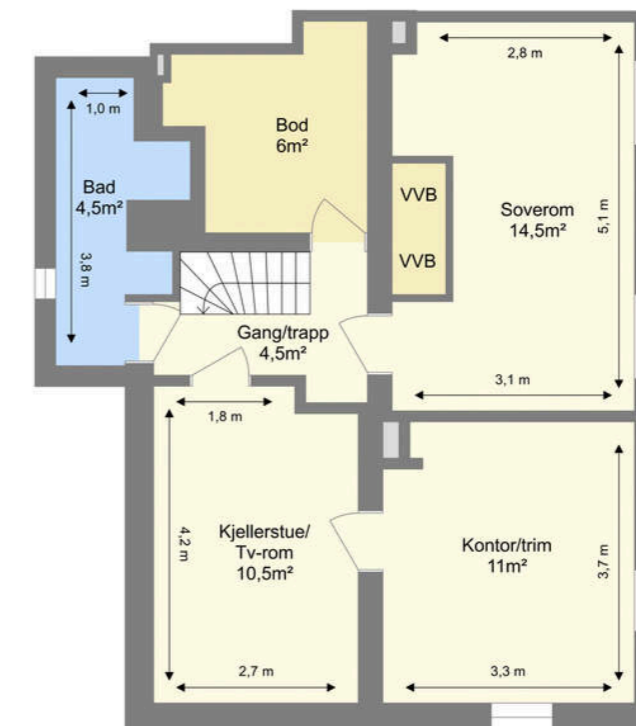 2,8 m
1,0 m
Bod
6m²
Bad
4,5m²
VVB
VVB
Soverom
14,5m²
5,1 m
3,8 m
Gang/trapp
4,5m²
3,1 m
1,8 m
Kjellerstue/
Tv-rom
10,5m²
4,2 m
Kontor/trim
11m²
3,7 m
2,7 m
3,3 m